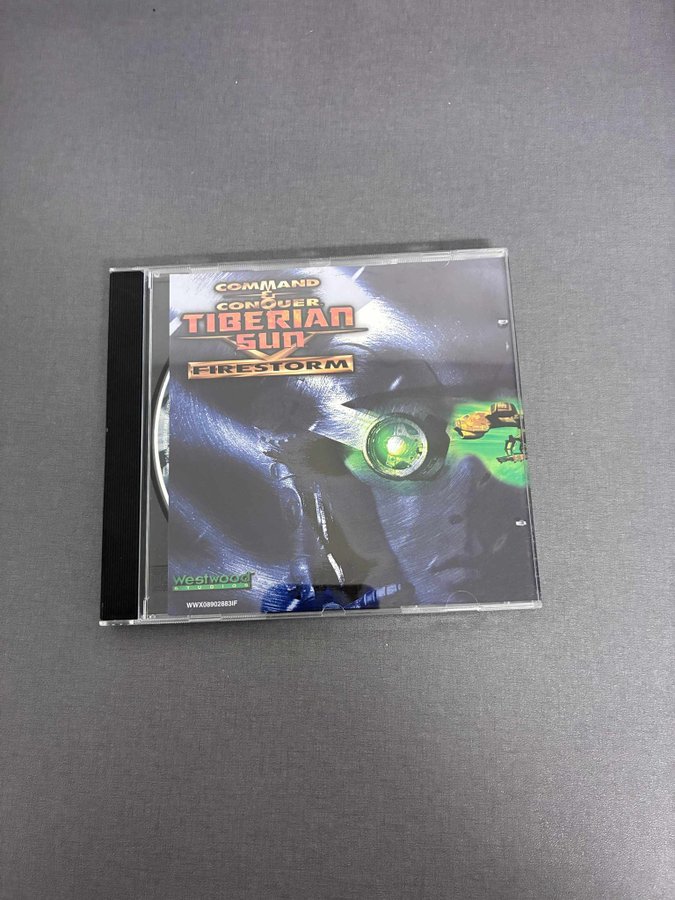 COMMAND
&
CONQUER
TIBERIAN
SUN
FIRESTORM
Westwood
STUDIOS
WWX08902883IF